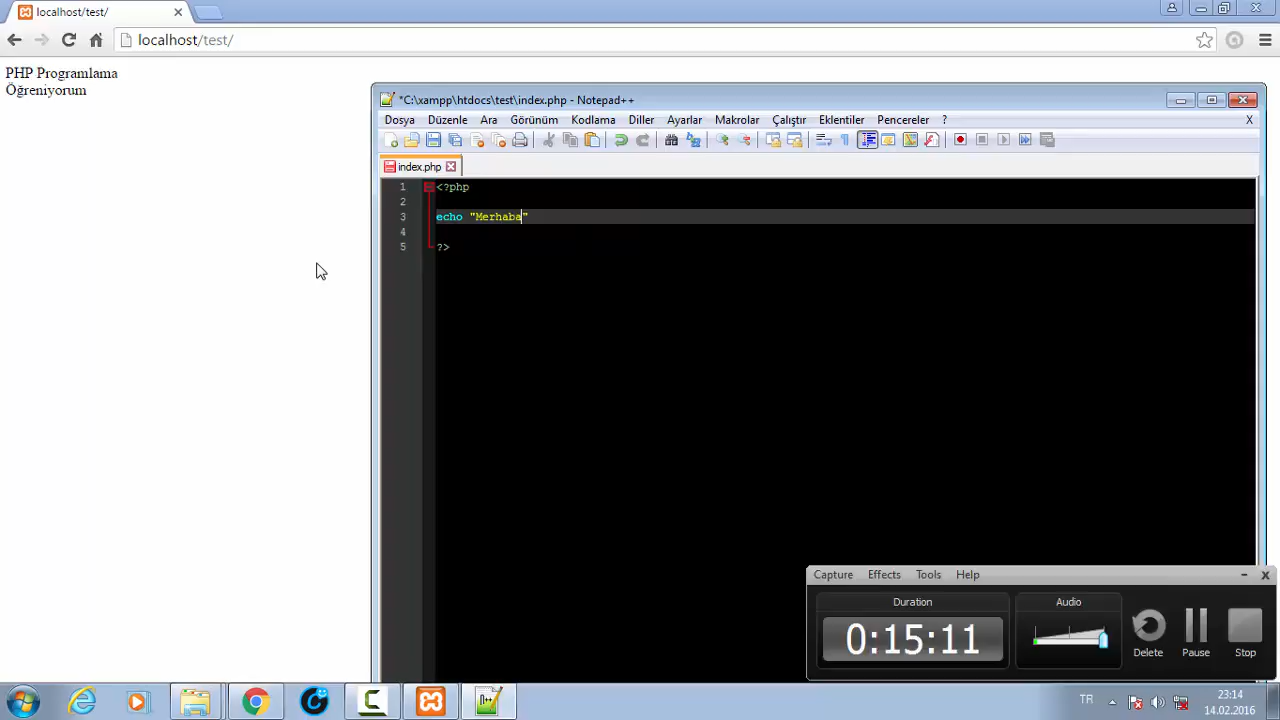 localhost/test/
localhost/test/
PHP Programlama
Öğreniyorum
*C:\xampp\htdocs\test\index.php - Notepad++
Dosya Düzenle Ara Görünüm Kodlama Diller Ayarlar Makrolar Çalıştır Eklentiler Pencereler ? X
index.php
1 <?php
2
3 echo "Merhaba"
4
5 ?>
Capture Effects Tools Help
Duration
Audio
0:15:11
Delete Pause Stop
TR
23:14
14.02.2016